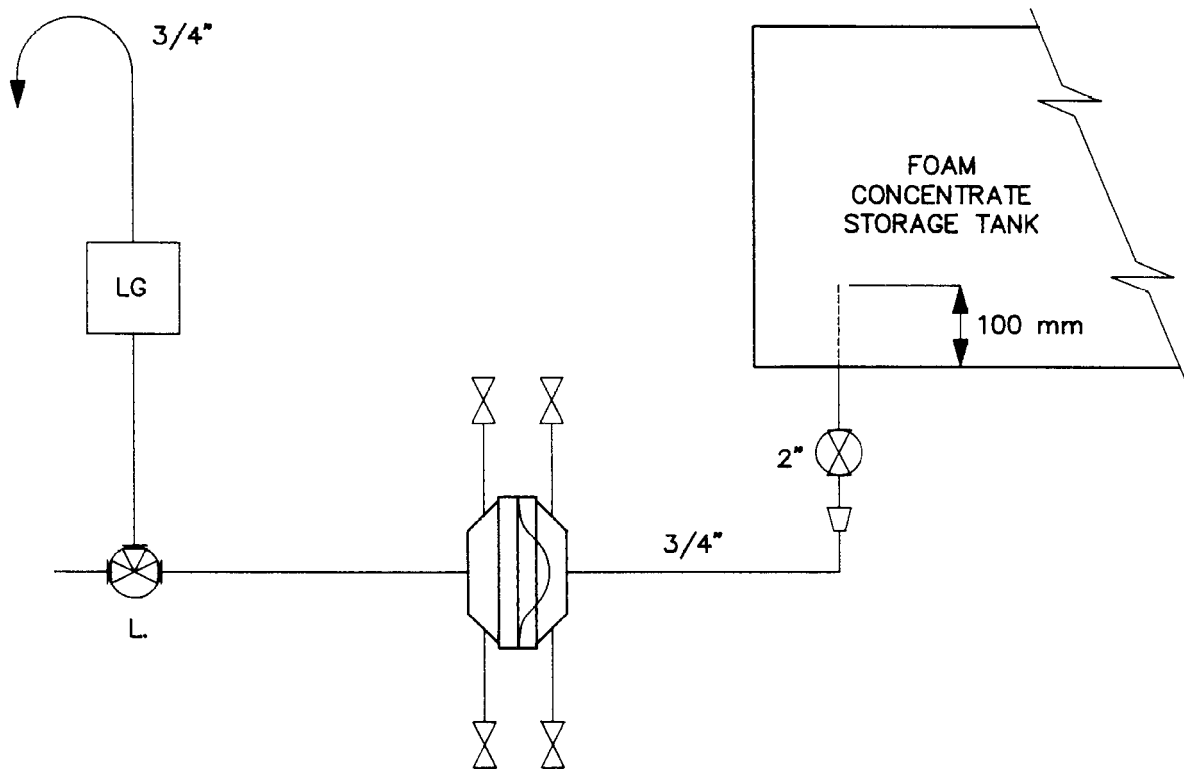 3/4"
FOAM
CONCENTRATE
STORAGE TANK
LG
100 mm
2"
3/4"
L.